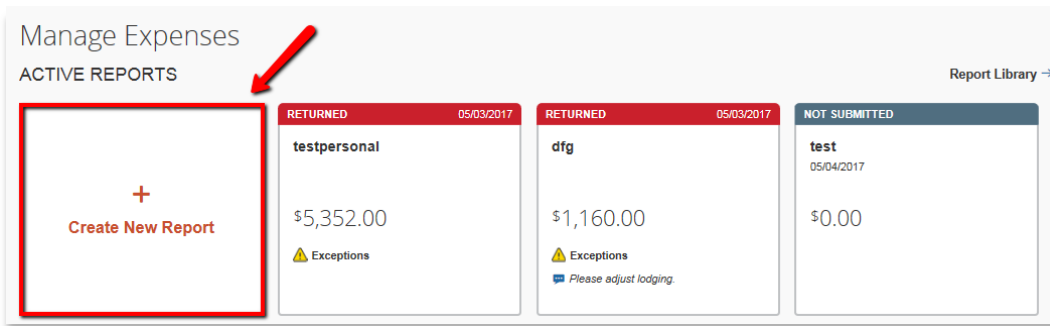 Manage Expenses
ACTIVE REPORTS
Report Library →
+
Create New Report
RETURNED 05/03/2017
testpersonal
$5,352.00
Exceptions
RETURNED 05/03/2017
dfg
$1,160.00
Exceptions
Please adjust lodging.
NOT SUBMITTED
test
05/04/2017
$0.00